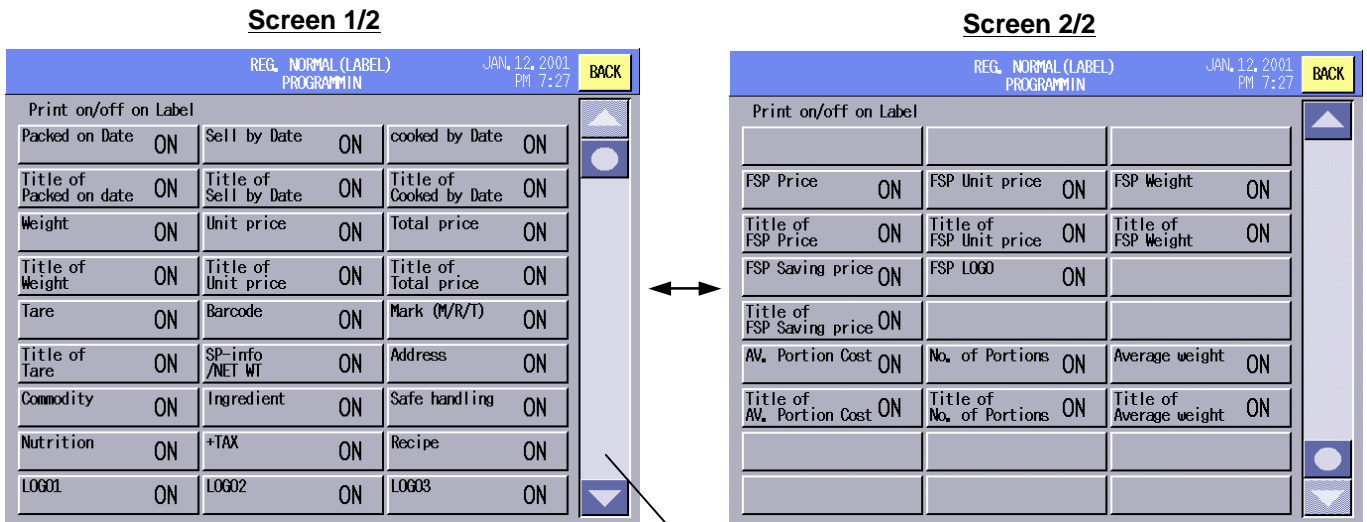 Screen 1/2
REG. NORMAL(LABEL) JAN.12.2001 BACK
PROGRAMMIN PM 7:27
Print on/off on Label
Packed on Date ON Sell by Date ON cooked by Date ON
Title of Packed on date ON Title of Sell by Date ON Title of Cooked by Date ON
Weight ON Unit price ON Total price ON
Title of Weight ON Title of Unit price ON Title of Total price ON
Tare ON Barcode ON Mark (M/R/T) ON
Title of Tare ON SP-info /NET WT ON Address ON
Commodity ON Ingredient ON Safe handling ON
Nutrition ON +TAX ON Recipe ON
LOGO1 ON LOGO2 ON LOGO3 ON
Screen 2/2
REG. NORMAL(LABEL) JAN.12.2001 BACK
PROGRAMMIN PM 7:27
Print on/off on Label
FSP Price ON FSP Unit price ON FSP Weight ON
Title of FSP Price ON Title of FSP Unit price ON Title of FSP Weight ON
FSP Saving price ON FSP LOGO ON
Title of FSP Saving price ON
AV. Portion Cost ON No. of Portions ON Average weight ON
Title of AV. Portion Cost ON Title of No. of Portions ON Title of Average weight ON